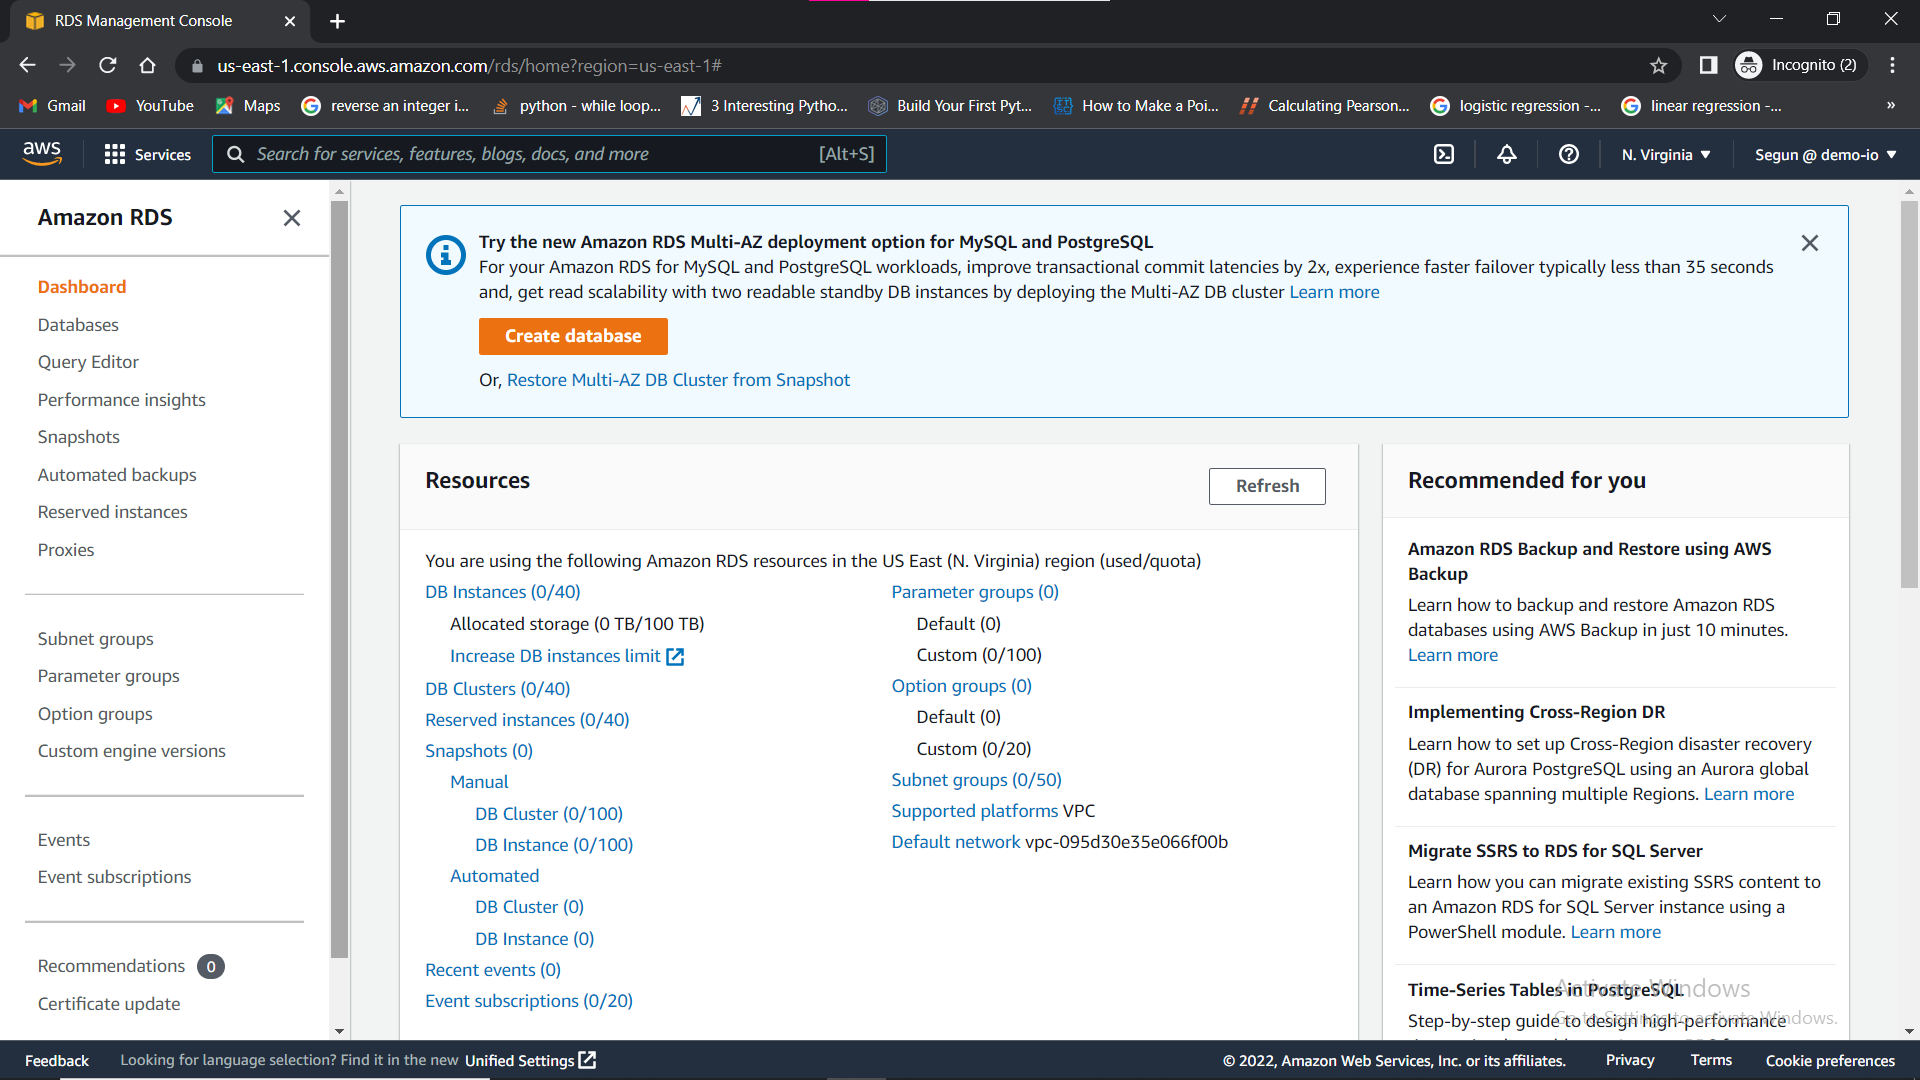 RDS Management Console
us-east-1.console.aws.amazon.com/rds/home?region=us-east-1#
Incognito (2)
Gmail
YouTube
Maps
reverse an integer i...
python - while loop...
3 Interesting Pytho...
Build Your First Pyt...
How to Make a Poi...
Calculating Pearson...
logistic regression -...
linear regression -...
»
aws
Services
Search for services, features, blogs, docs, and more
[Alt+S]
N. Virginia
Segun @ demo-io
Amazon RDS
Dashboard
Databases
Query Editor
Performance insights
Snapshots
Automated backups
Reserved instances
Proxies
Subnet groups
Parameter groups
Option groups
Custom engine versions
Events
Event subscriptions
Recommendations 0
Certificate update
Try the new Amazon RDS Multi-AZ deployment option for MySQL and PostgreSQL
For your Amazon RDS for MySQL and PostgreSQL workloads, improve transactional commit latencies by 2x, experience faster failover typically less than 35 seconds
and, get read scalability with two readable standby DB instances by deploying the Multi-AZ DB cluster Learn more
Create database
Or, Restore Multi-AZ DB Cluster from Snapshot
Resources
Refresh
You are using the following Amazon RDS resources in the US East (N. Virginia) region (used/quota)
DB Instances (0/40)
Allocated storage (0 TB/100 TB)
Increase DB instances limit
DB Clusters (0/40)
Reserved instances (0/40)
Snapshots (0)
Manual
DB Cluster (0/100)
DB Instance (0/100)
Automated
DB Cluster (0)
DB Instance (0)
Recent events (0)
Event subscriptions (0/20)
Parameter groups (0)
Default (0)
Custom (0/100)
Option groups (0)
Default (0)
Custom (0/20)
Subnet groups (0/50)
Supported platforms VPC
Default network vpc-095d30e35e066f00b
Recommended for you
Amazon RDS Backup and Restore using AWS
Backup
Learn how to backup and restore Amazon RDS
databases using AWS Backup in just 10 minutes.
Learn more
Implementing Cross-Region DR
Learn how to set up Cross-Region disaster recovery
(DR) for Aurora PostgreSQL using an Aurora global
database spanning multiple Regions. Learn more
Migrate SSRS to RDS for SQL Server
Learn how you can migrate existing SSRS content to
an Amazon RDS for SQL Server instance using a
PowerShell module. Learn more
Time-Series Tables in PostgreSQL
Step-by-step guide to design high-performance
Activate Windows
Go to Settings to activate Windows.
Feedback
Looking for language selection? Find it in the new Unified Settings
© 2022, Amazon Web Services, Inc. or its affiliates.
Privacy
Terms
Cookie preferences